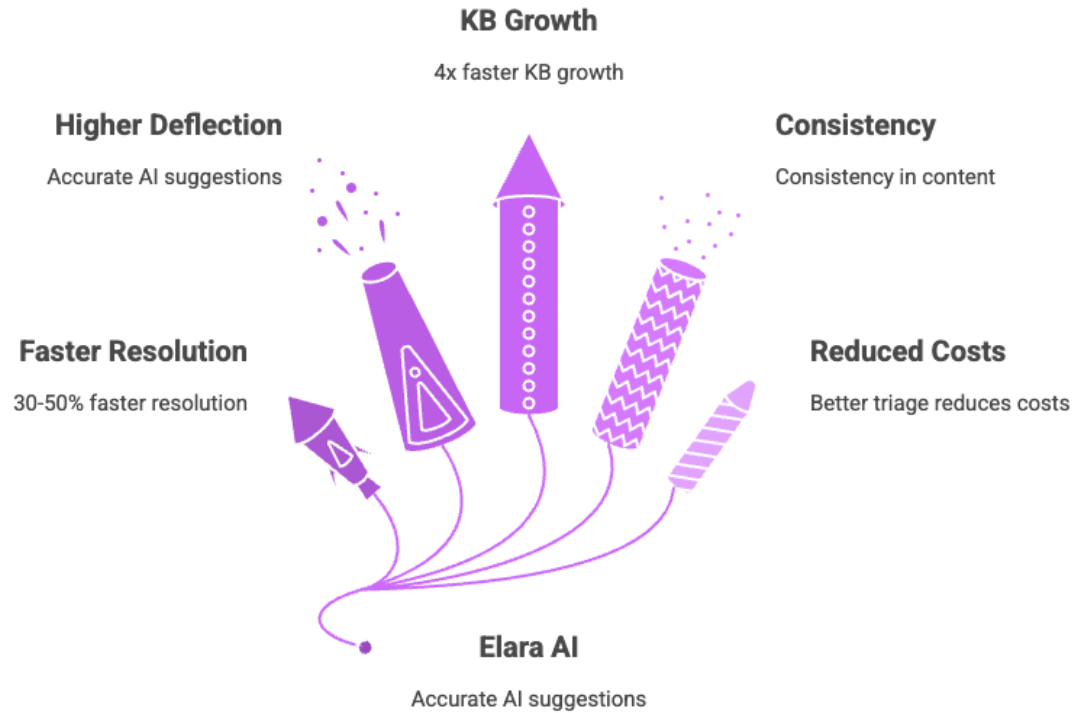 KB Growth
4x faster KB growth
Higher Deflection
Accurate AI suggestions
Consistency
Consistency in content
Faster Resolution
30-50% faster resolution
Reduced Costs
Better triage reduces costs
Elara AI
Accurate AI suggestions